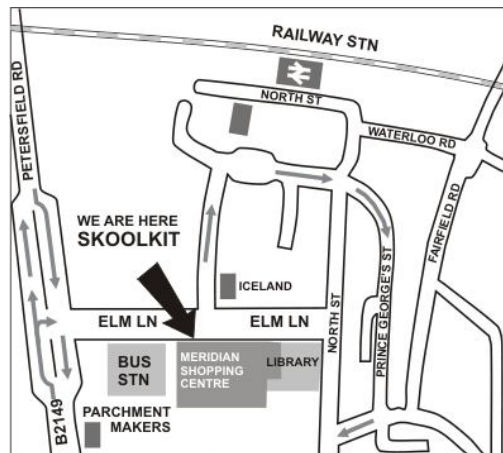 RAILWAY STN
PETERSFIELD RD
NORTH ST
WATERLOO RD
FAIRFIELD RD
WE ARE HERE
SKOOLKIT
ICELAND
ELM LN
ELM LN
NORTH ST
PRINCE GEORGE'S ST
BUS
STN
MERIDIAN
SHOPPING
CENTRE
LIBRARY
PARCHMENT
MAKERS
B2149